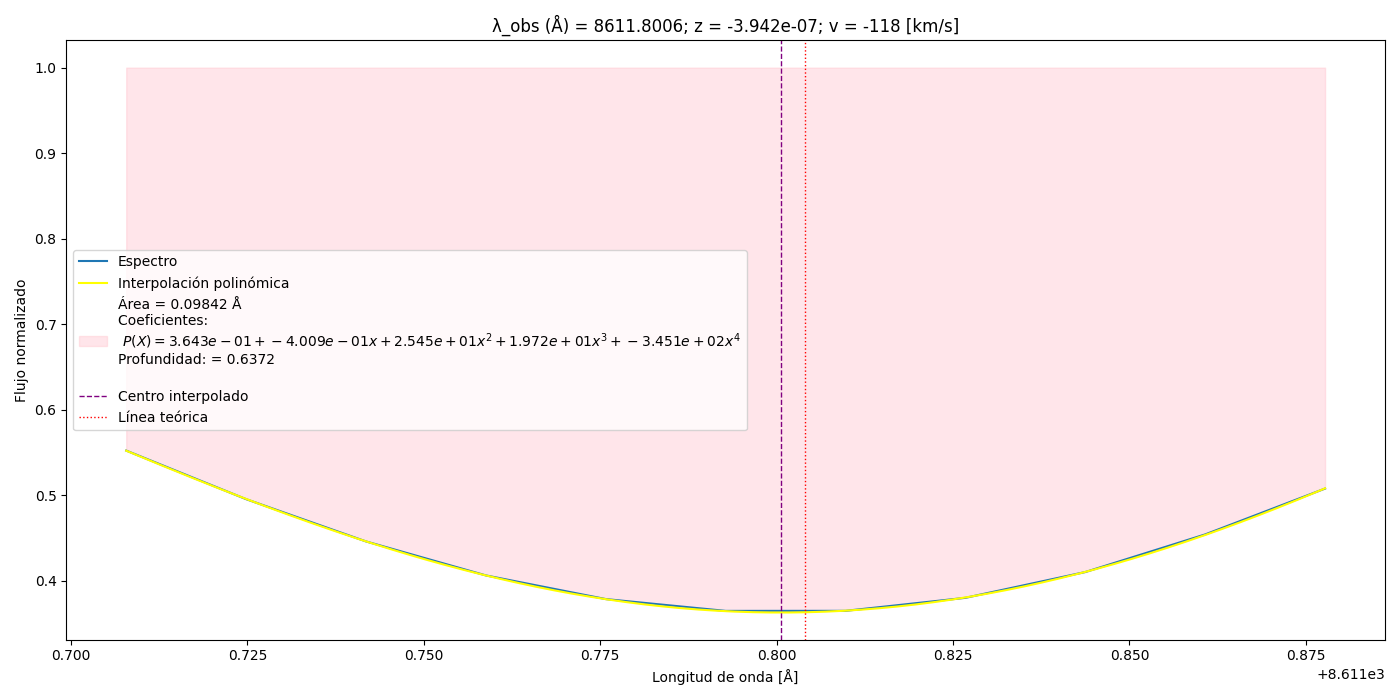 λ_obs (Å) = 8611.8006; z = -3.942e-07; v = -118 [km/s]
Flujo normalizado
1.0
0.9
0.8
0.7
0.6
0.5
0.4
Espectro
Interpolación polinómica
Área = 0.09842 Å
Coeficientes:
P(X) = 3.643e − 01 + −4.009e − 01x + 2.545e + 01x² + 1.972e + 01x³ + −3.451e + 02x⁴
Profundidad: = 0.6372
Centro interpolado
Línea teórica
0.700 0.725 0.750 0.775 0.800 0.825 0.850 0.875
+8.611e3
Longitud de onda [Å]